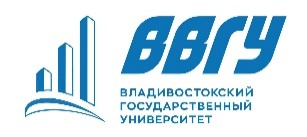 ВВГУ
ВЛАДИВОСТОКСКИЙ
ГОСУДАРСТВЕННЫЙ
УНИВЕРСИТЕТ